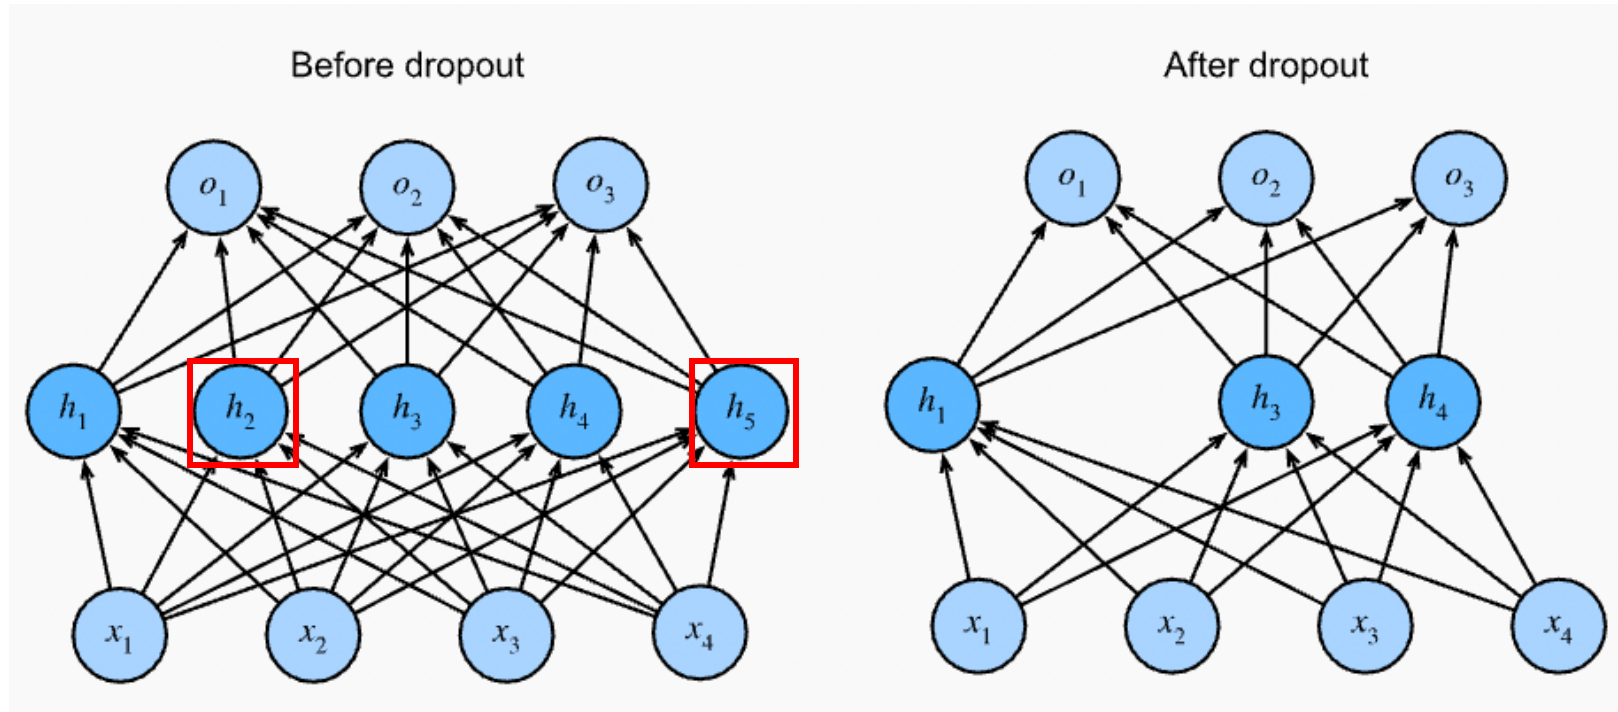 Before dropout
o₁ o₂ o₃
h₁ h₂ h₃ h₄ h₅
x₁ x₂ x₃ x₄
After dropout
o₁ o₂ o₃
h₁ h₃ h₄
x₁ x₂ x₃ x₄